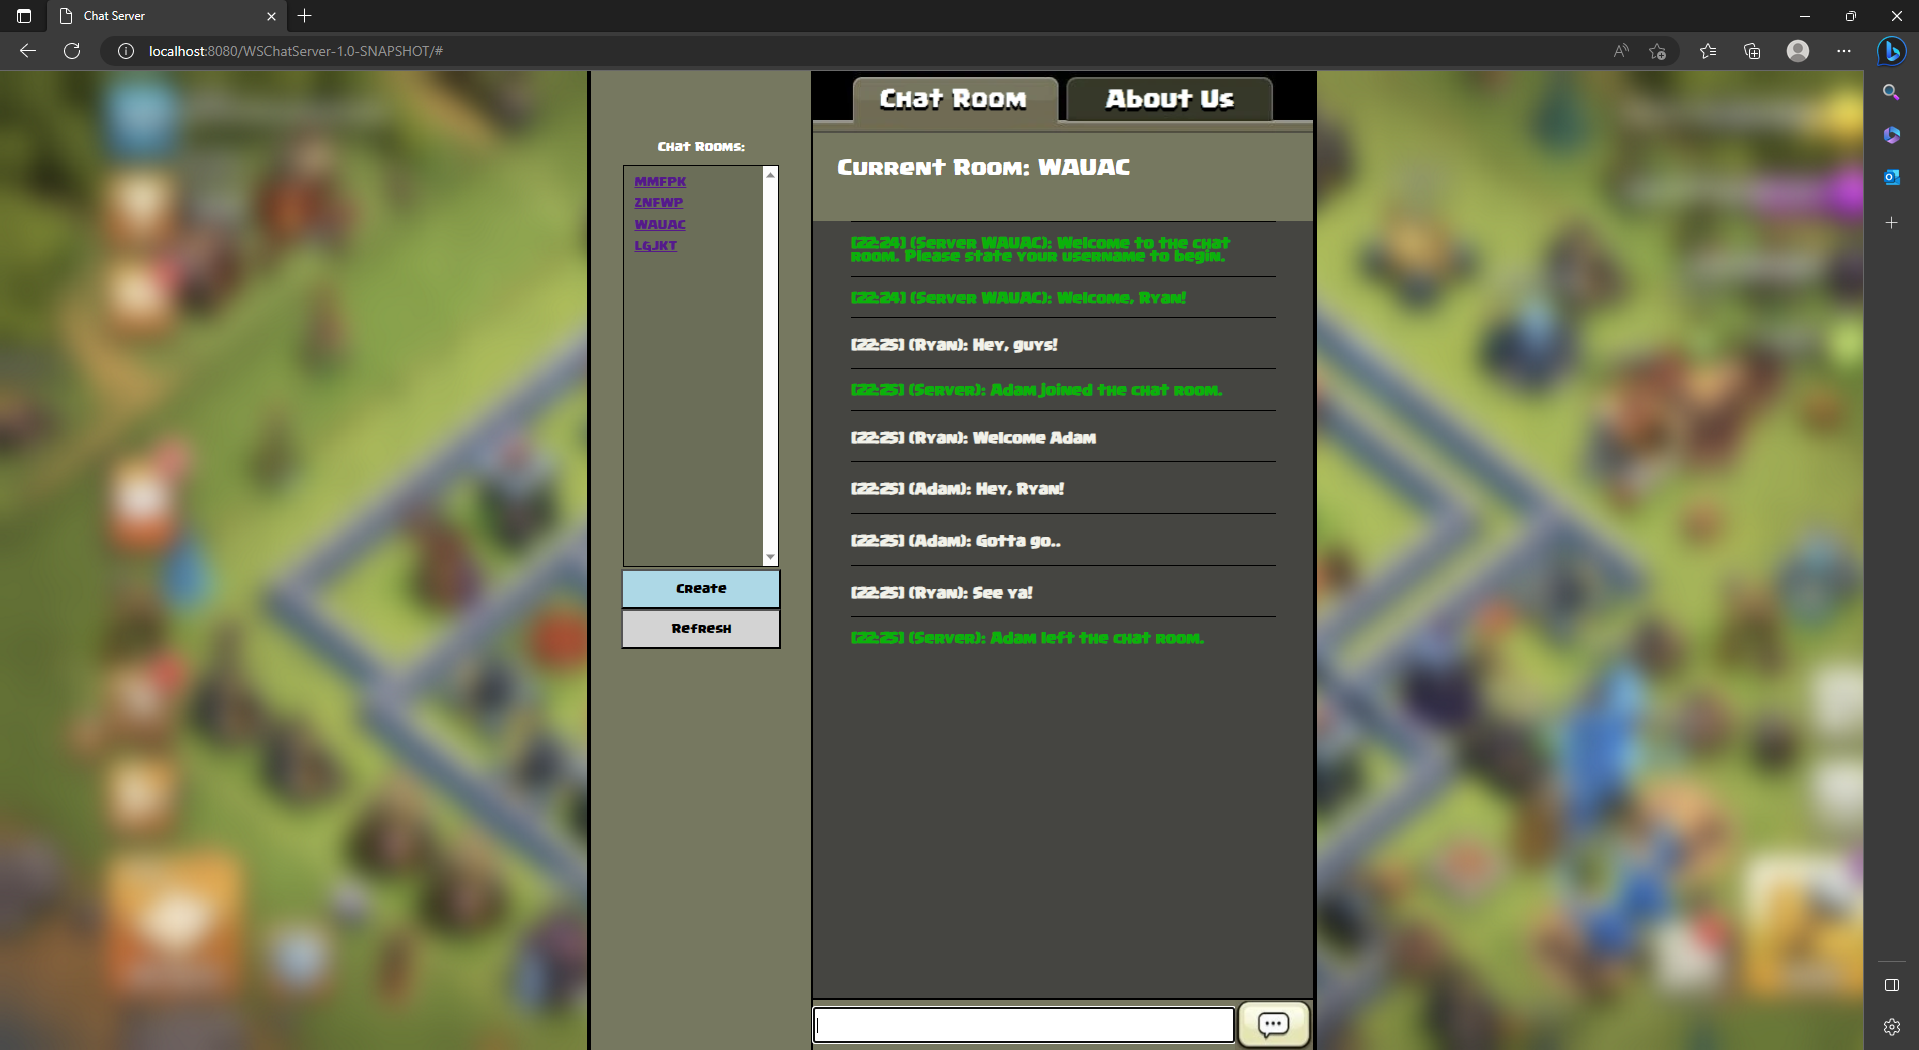 Chat Server
localhost:8080/WSChatServer-1.0-SNAPSHOT/#
Chat Room
About Us
Chat Rooms:
MMFPK
ZNFWP
WAUAC
LGJKT
Create
Refresh
Current Room: WAUAC
[22:24] (Server WAUAC): Welcome to the chat
room. Please state your username to begin.
[22:24] (Server WAUAC): Welcome, Ryan!
[22:25] (Ryan): Hey, guys!
[22:25] (Server): Adam joined the chat room.
[22:25] (Ryan): Welcome Adam
[22:25] (Adam): Hey, Ryan!
[22:25] (Adam): Gotta go..
[22:25] (Ryan): See ya!
[22:25] (Server): Adam left the chat room.